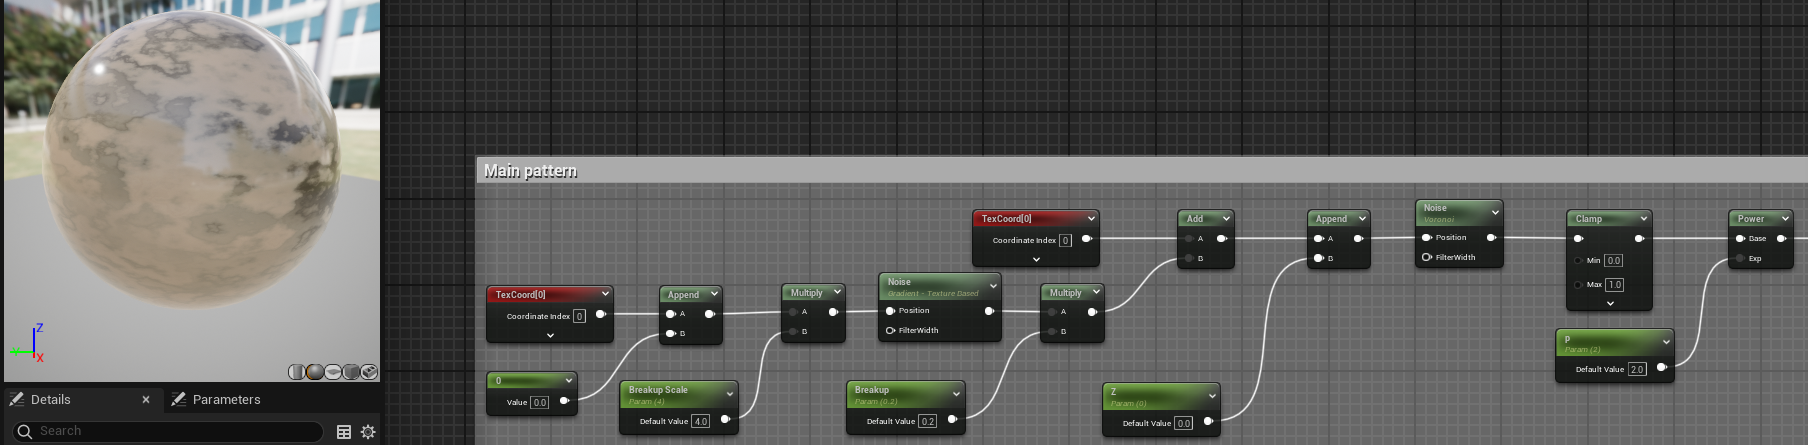 Main pattern
TexCoord[0]
Coordinate Index 0
Add
A
B
Append
A
B
Noise
Voronoi
Position
FilterWidth
Clamp
Min 0.0
Max 1.0
Power
Base
Exp
TexCoord[0]
Coordinate Index 0
Append
A
B
Multiply
A
B
Noise
Gradient - Texture Based
Position
FilterWidth
Multiply
A
B
0
Value 0.0
Breakup Scale
Param (4)
Default Value 4.0
Breakup
Param (0.2)
Default Value 0.2
Z
Param (0)
Default Value 0.0
P
Param (2)
Default Value 2.0
Z
X
Details
Parameters
Search